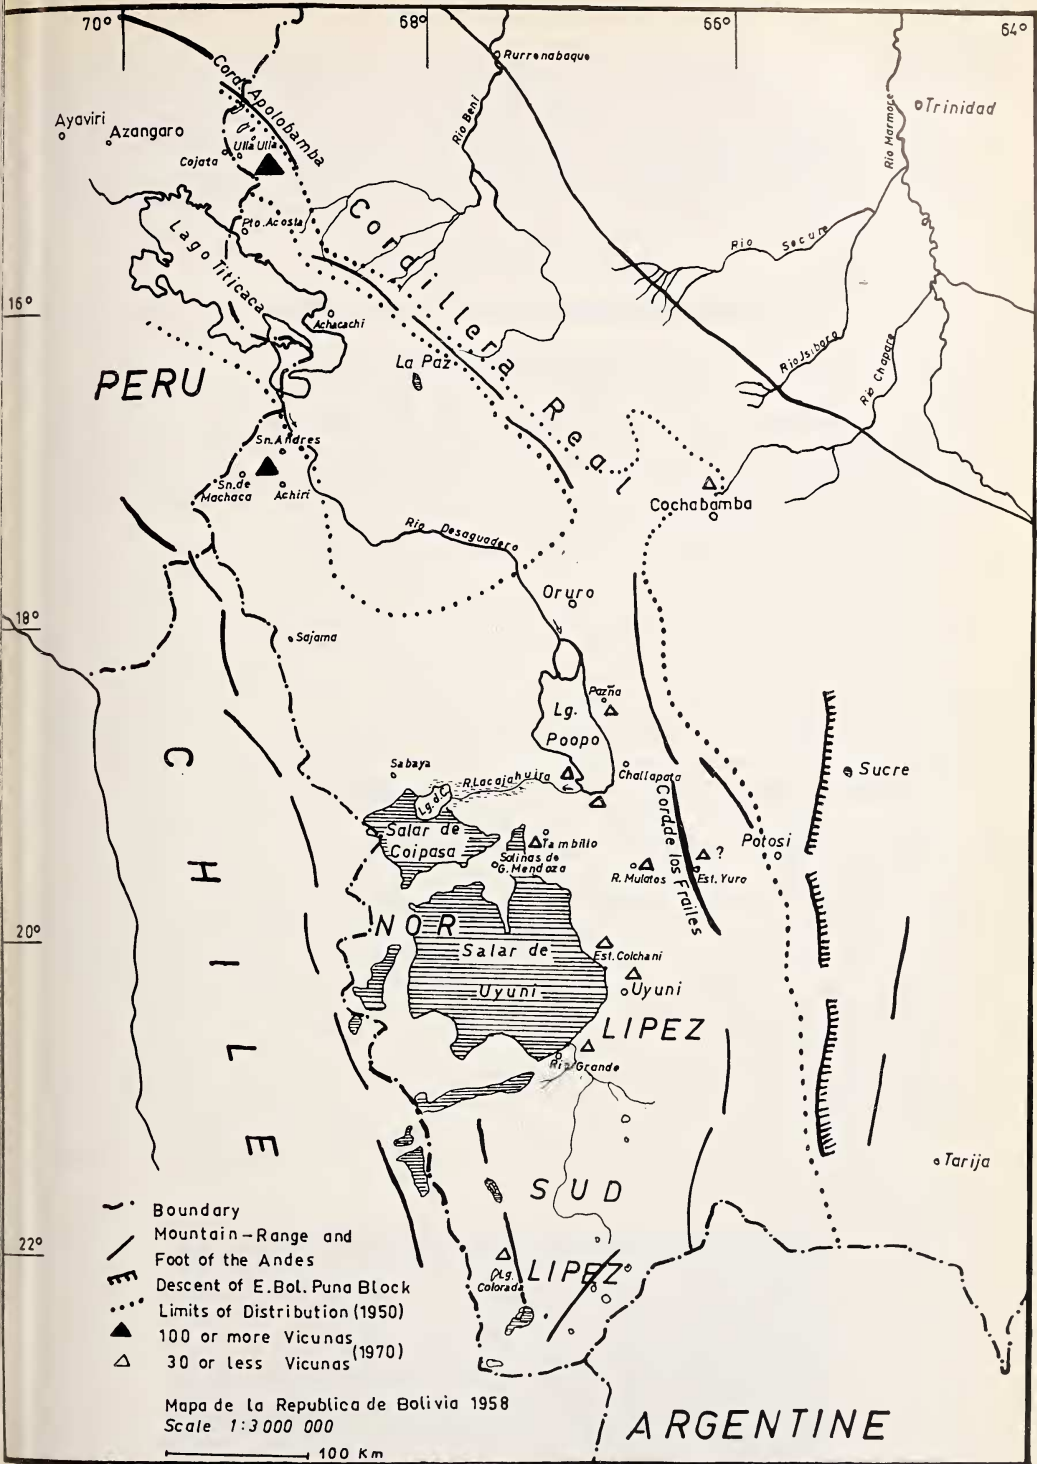 70°
68°
66°
64°
Rurrenabaque
Cord. Apolobamba
Rio Beni
Rio Marmore
Trinidad
Ayaviri
Azangaro
Ulla Ulla
Cojata
Pto. Acosta
Cordillera Real
Rio Secure
Lago Titicaca
16°
Achacachi
La Paz
Rio Isiboro
Rio Chapare
PERU
Sn. Andres
Sn. de
Machaca
Achiri
Cochabamba
Rio Desaguadero
Oruro
18°
Sajama
Pazña
Lg.
Poopo
CHILE
Sabaya
R. Lacajahuira
Challapata
Sucre
Lg. d. C.
Salar de
Coipasa
Tambillo
Salinas de
G. Mendoza
Cord. de los Frailes
Potosi
?
R. Mulatos
Est. Yura
NOR
20°
Salar de
Uyuni
Est. Colchani
Uyuni
LIPEZ
Rio Grande
Tarija
SUD
22°
LIPEZ
Lg.
Colorada
Boundary
Mountain-Range and
Foot of the Andes
Descent of E. Bol. Puna Block
Limits of Distribution (1950)
100 or more Vicunas
(1970)
30 or less Vicunas
Mapa de la Republica de Bolivia 1958
Scale 1:3 000 000
100 Km
ARGENTINE